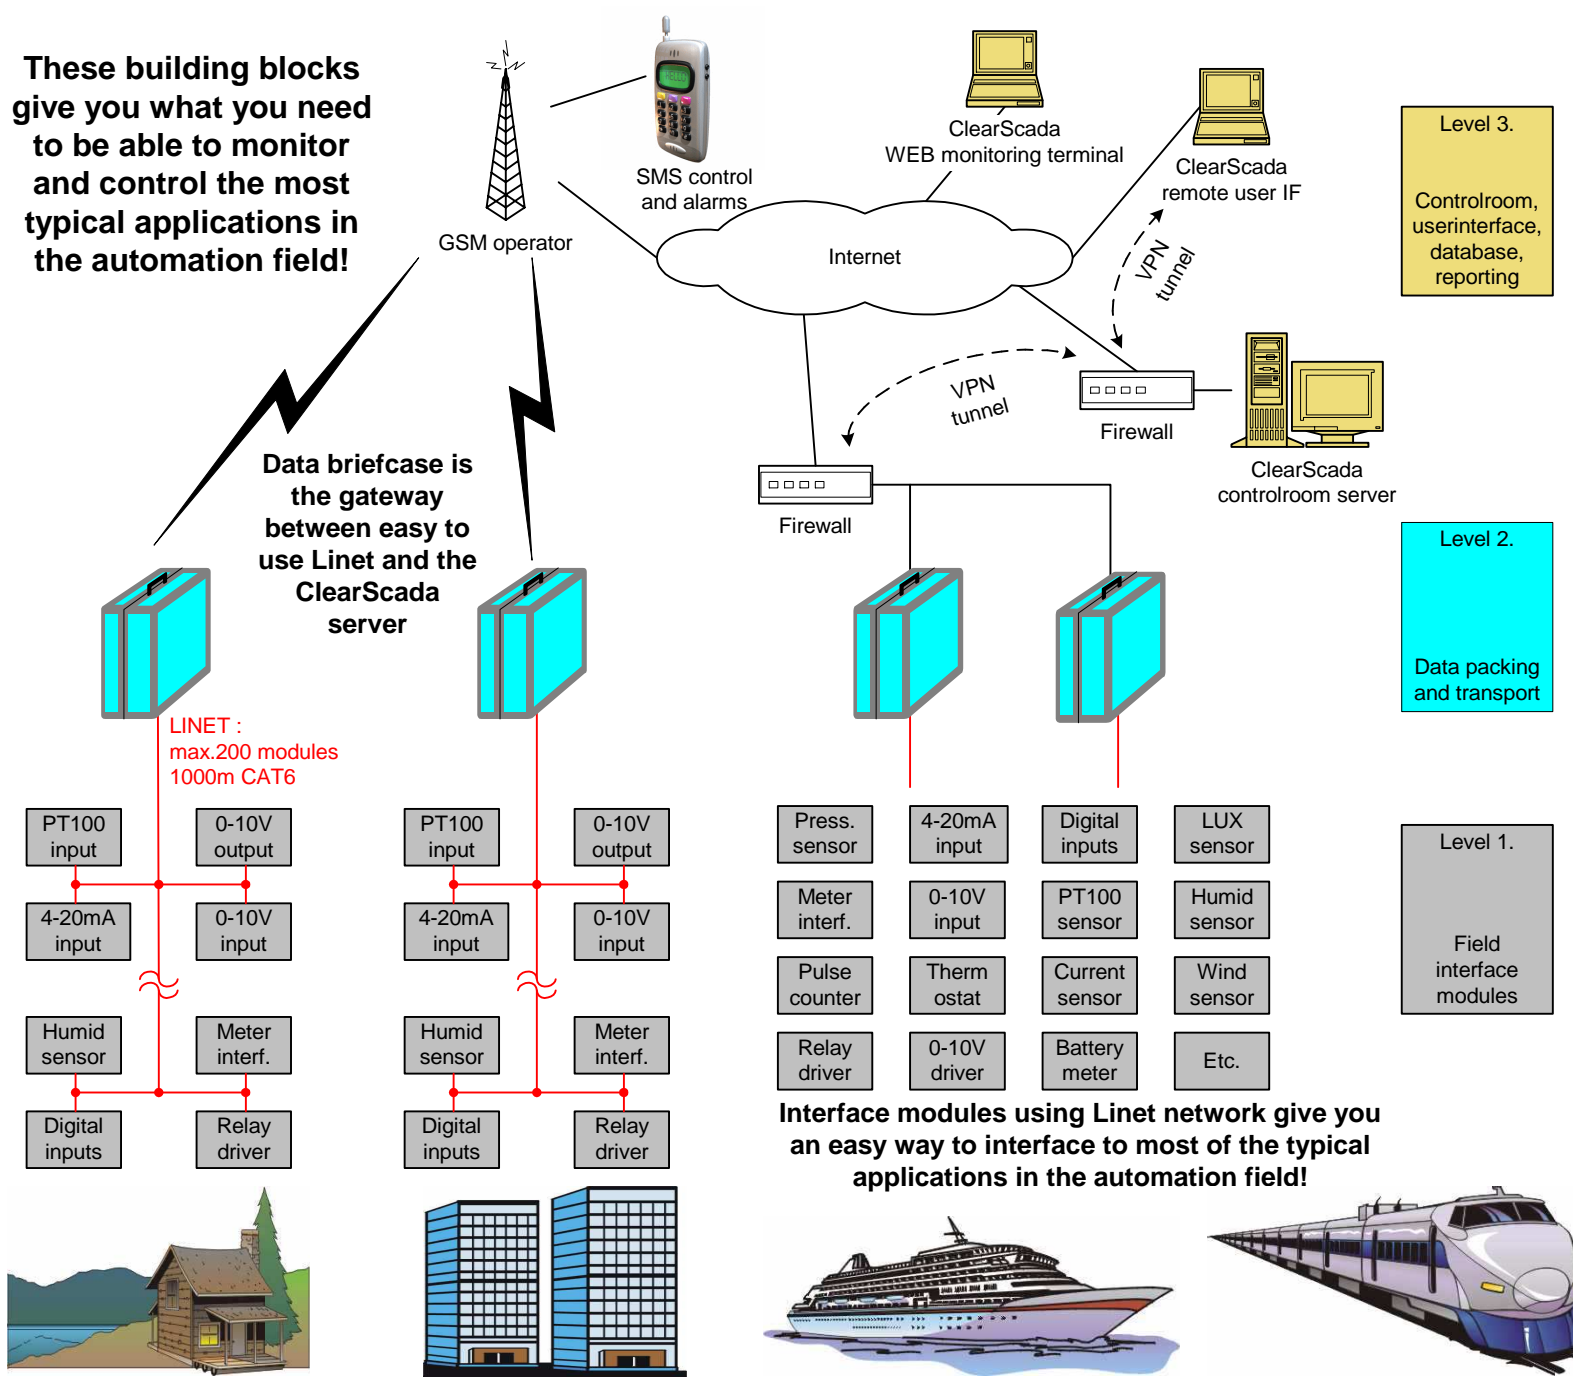 These building blocks
give you what you need
to be able to monitor
and control the most
typical applications in
the automation field!
GSM operator
HELLO
SMS control
and alarms
ClearScada
WEB monitoring terminal
ClearScada
remote user IF
Internet
VPN
tunnel
VPN
tunnel
Firewall
Firewall
ClearScada
controlroom server
Level 3.
Controlroom,
userinterface,
database,
reporting
Data briefcase is
the gateway
between easy to
use Linet and the
ClearScada
server
Level 2.
Data packing
and transport
LINET :
max.200 modules
1000m CAT6
PT100
input
0-10V
output
4-20mA
input
0-10V
input
Humid
sensor
Meter
interf.
Digital
inputs
Relay
driver
PT100
input
0-10V
output
4-20mA
input
0-10V
input
Humid
sensor
Meter
interf.
Digital
inputs
Relay
driver
Press.
sensor
4-20mA
input
Digital
inputs
LUX
sensor
Meter
interf.
0-10V
input
PT100
sensor
Humid
sensor
Pulse
counter
Therm
ostat
Current
sensor
Wind
sensor
Relay
driver
0-10V
driver
Battery
meter
Etc.
Level 1.
Field
interface
modules
Interface modules using Linet network give you
an easy way to interface to most of the typical
applications in the automation field!